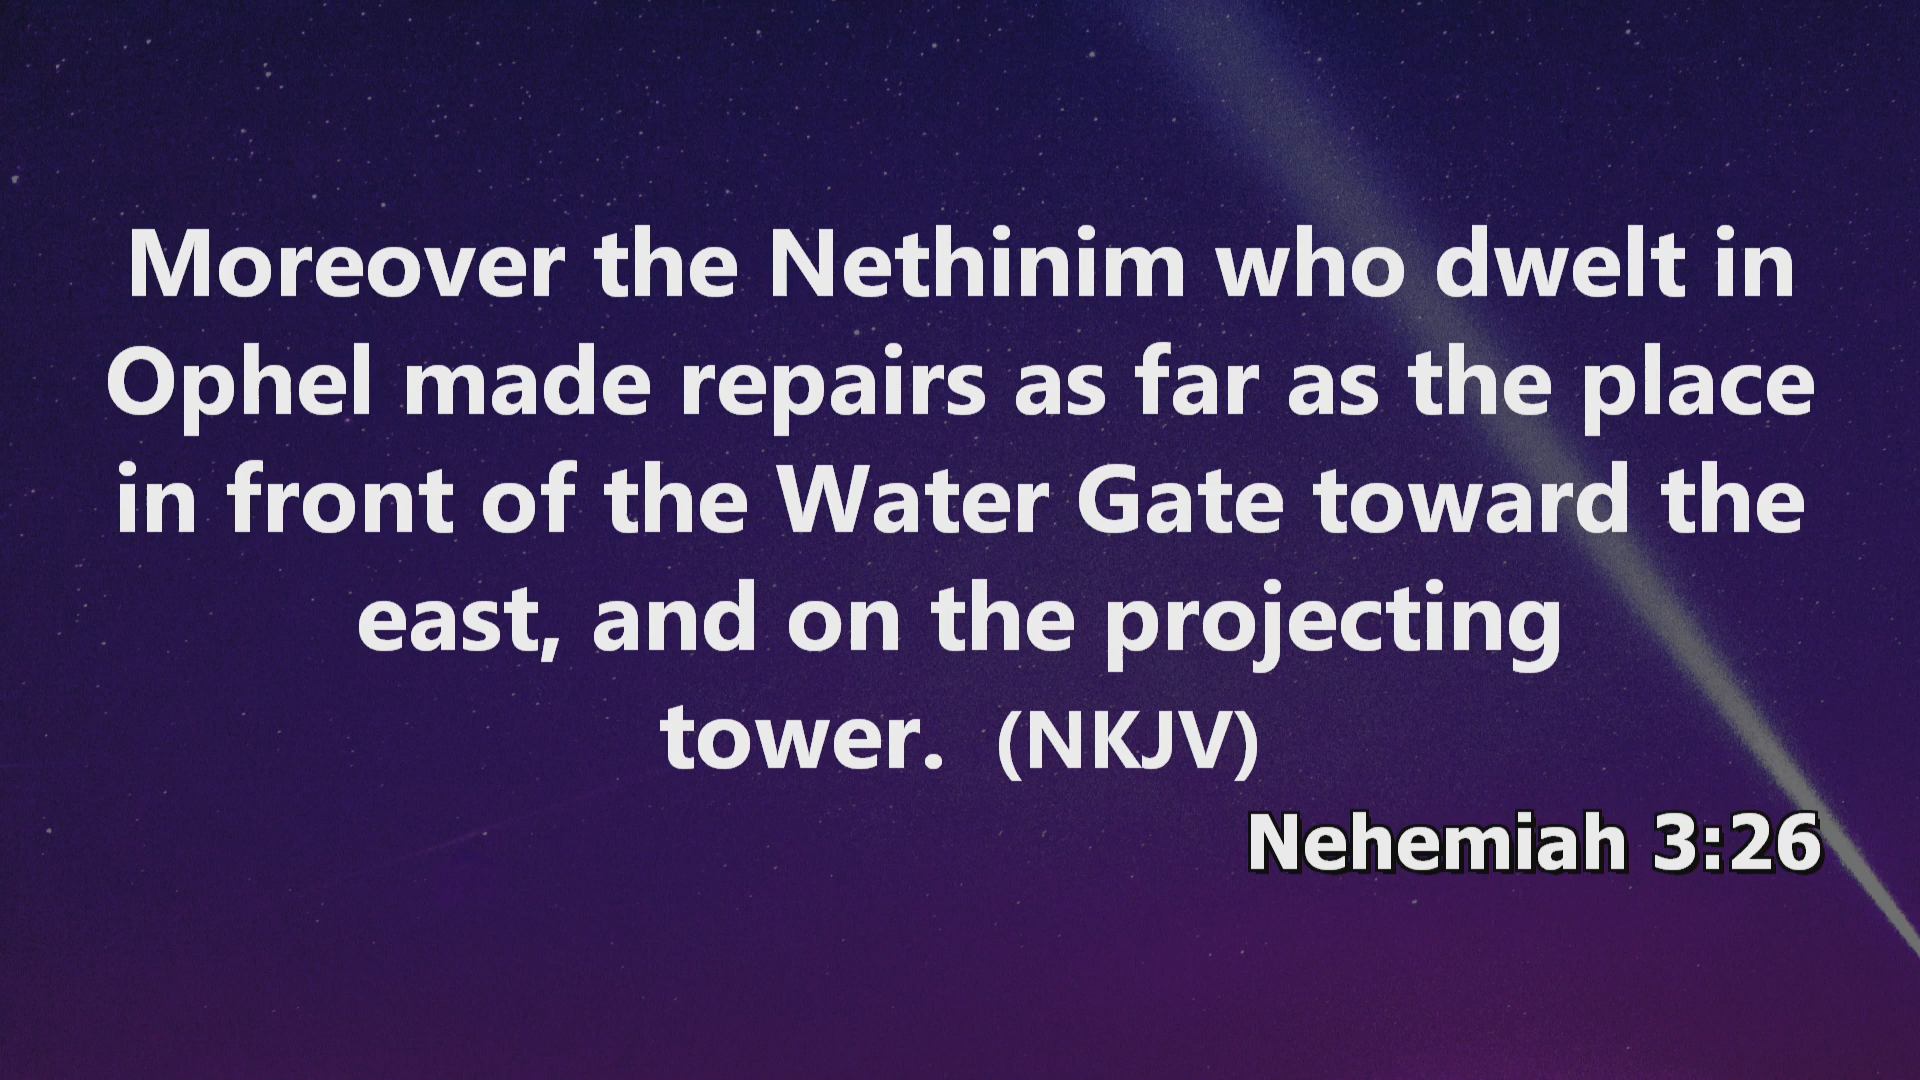 Moreover the Nethinim who dwelt in
Ophel made repairs as far as the place
in front of the Water Gate toward the
east, and on the projecting
tower. (NKJV)
Nehemiah 3:26